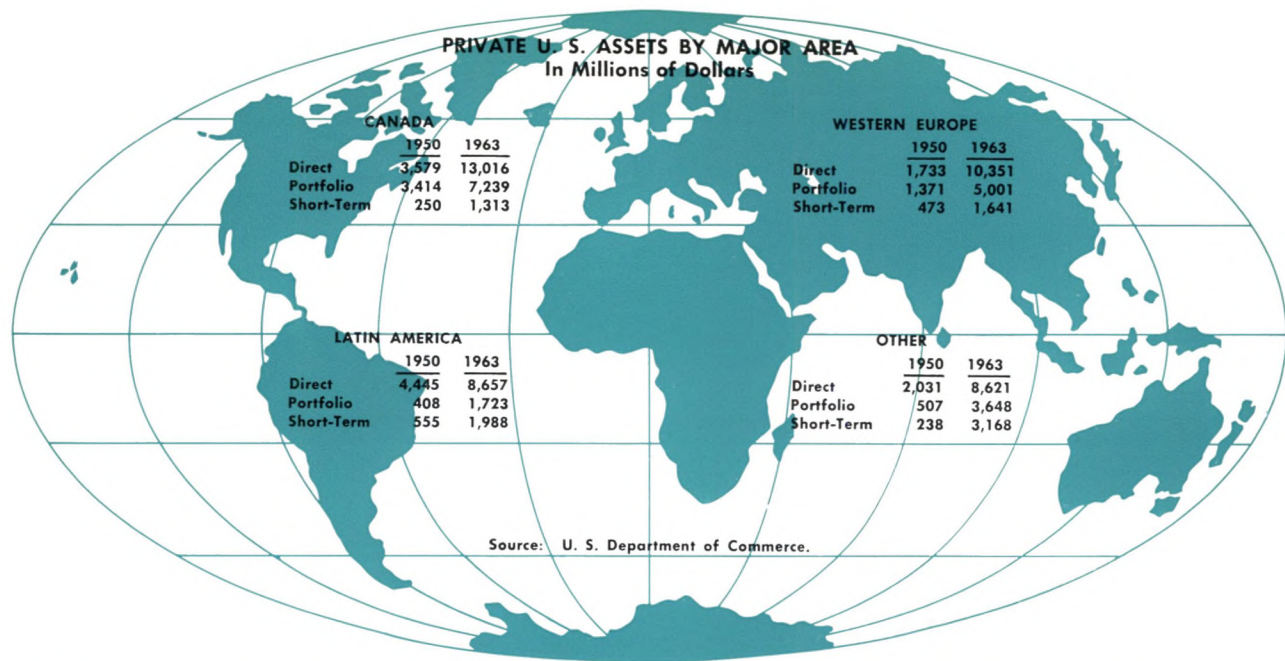 PRIVATE U. S. ASSETS BY MAJOR AREA
In Millions of Dollars
CANADA
1950 1963
Direct 3,579 13,016
Portfolio 3,414 7,239
Short-Term 250 1,313
WESTERN EUROPE
1950 1963
Direct 1,733 10,351
Portfolio 1,371 5,001
Short-Term 473 1,641
LATIN AMERICA
1950 1963
Direct 4,445 8,657
Portfolio 408 1,723
Short-Term 555 1,988
OTHER
1950 1963
Direct 2,031 8,621
Portfolio 507 3,648
Short-Term 238 3,168
Source: U. S. Department of Commerce.